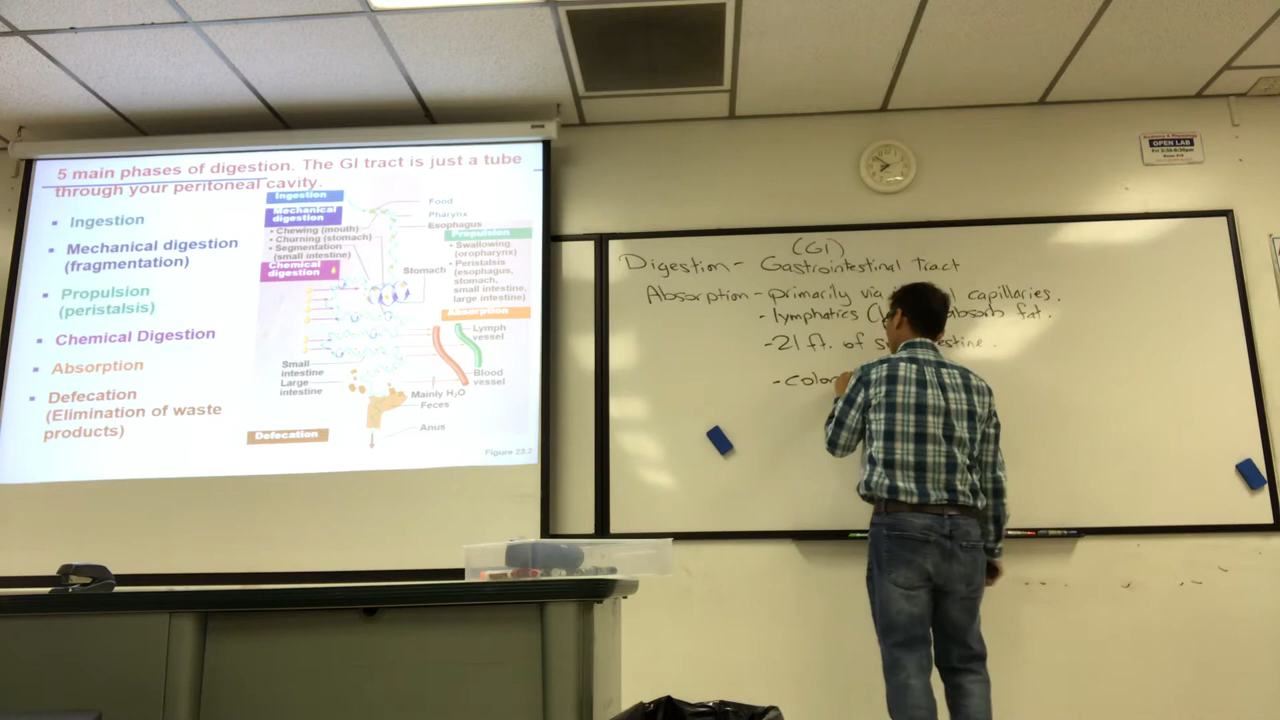 5 main phases of digestion. The GI tract is just a tube
through your peritoneal cavity.
Ingestion
Mechanical digestion
(fragmentation)
Propulsion
(peristalsis)
Chemical Digestion
Absorption
Defecation
(Elimination of waste
products)
Ingestion
Mechanical
digestion
• Chewing (mouth)
• Churning (stomach)
• Segmentation
(small intestine)
Chemical
digestion
Food
Pharynx
Esophagus
Propulsion
• Swallowing
(oropharynx)
• Peristalsis
(esophagus,
stomach,
small intestine,
large intestine)
Stomach
Absorption
Lymph
vessel
Small
intestine
Large
intestine
Blood
vessel
Mainly H₂O
Feces
Anus
Defecation
Figure 23.2
(GI)
Digestion - Gastrointestinal Tract
Absorption - primarily via capillaries.
- lymphatics absorb fat.
- 21 ft. of
- colon
OPEN LAB